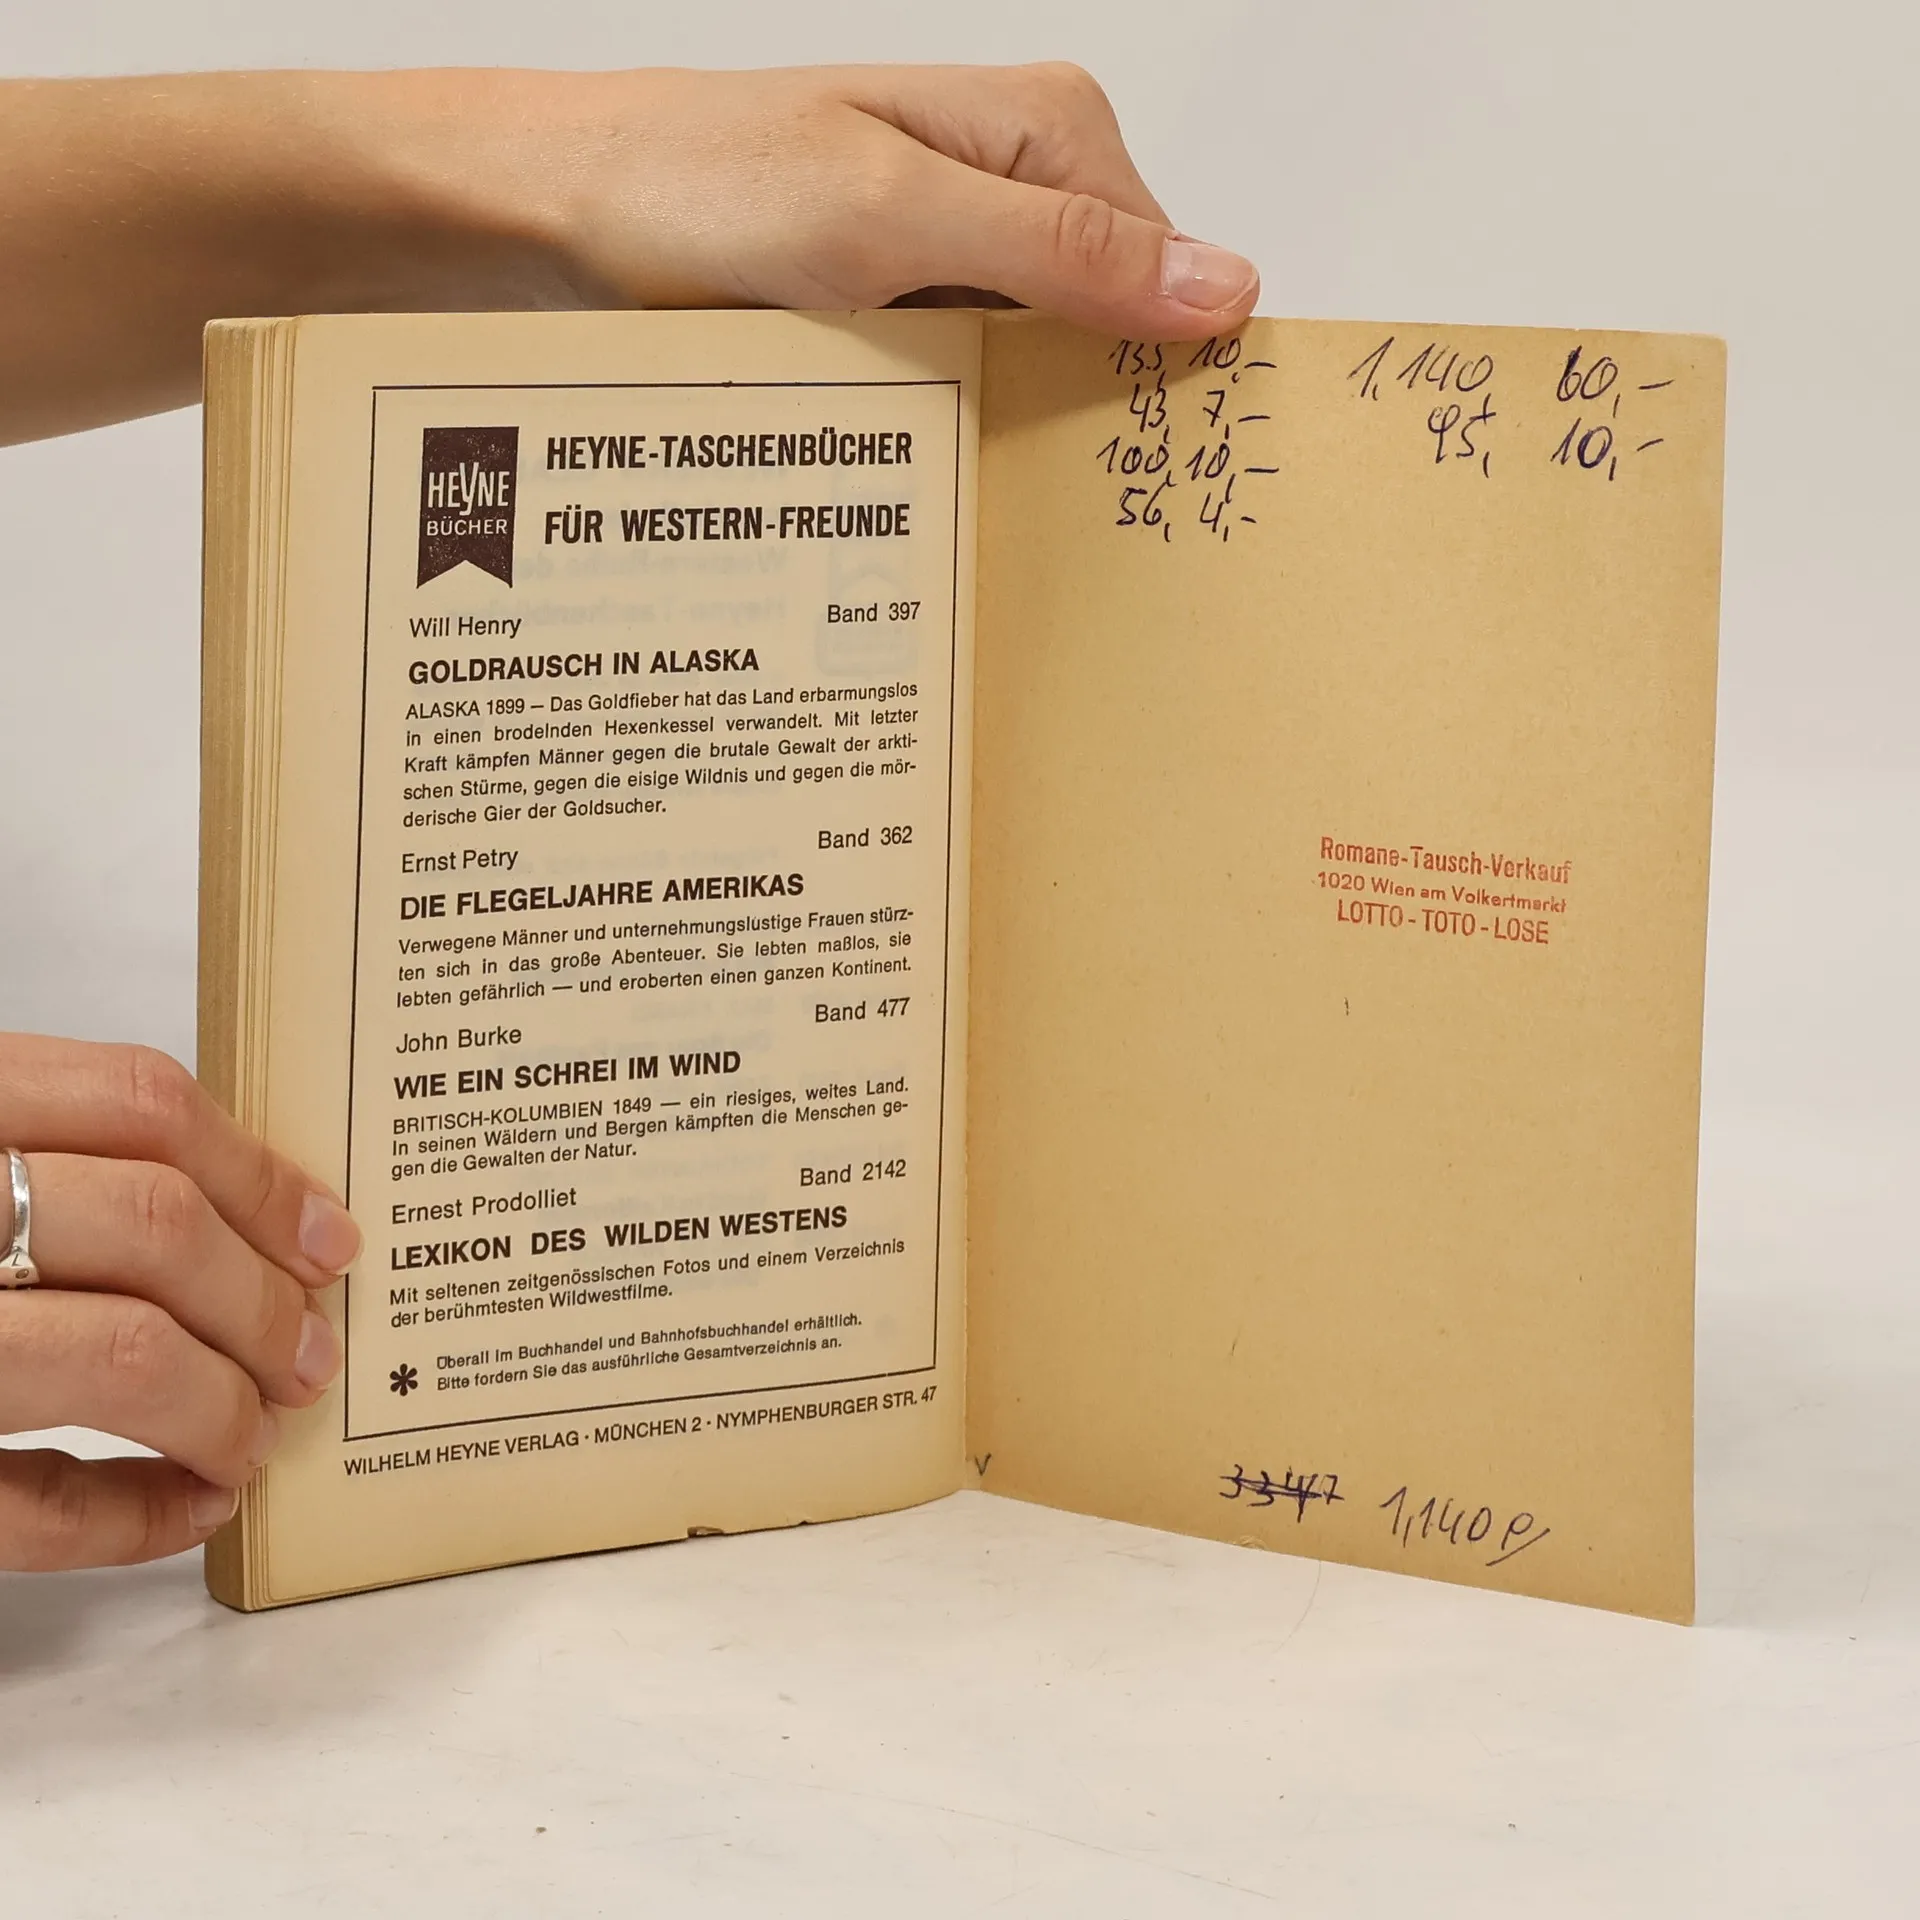 HEYNE
BÜCHER
HEYNE-TASCHENBÜCHER
FÜR WESTERN-FREUNDE
Will Henry Band 397
GOLDRAUSCH IN ALASKA
ALASKA 1899 — Das Goldfieber hat das Land erbarmungslos
in einen brodelnden Hexenkessel verwandelt. Mit letzter
Kraft kämpfen Männer gegen die brutale Gewalt der arkti-
schen Stürme, gegen die eisige Wildnis und gegen die mör-
derische Gier der Goldsucher.
Ernst Petry Band 362
DIE FLEGELJAHRE AMERIKAS
Verwegene Männer und unternehmungslustige Frauen stürz-
ten sich in das große Abenteuer. Sie lebten maßlos, sie
lebten gefährlich — und eroberten einen ganzen Kontinent.
John Burke Band 477
WIE EIN SCHREI IM WIND
BRITISCH-KOLUMBIEN 1849 — ein riesiges, weites Land.
In seinen Wäldern und Bergen kämpften die Menschen ge-
gen die Gewalten der Natur.
Ernest Prodolliet Band 2142
LEXIKON DES WILDEN WESTENS
Mit seltenen zeitgenössischen Fotos und einem Verzeichnis
der berühmtesten Wildwestfilme.
* Überall im Buchhandel und Bahnhofsbuchhandel erhältlich.
Bitte fordern Sie das ausführliche Gesamtverzeichnis an.
WILHELM HEYNE VERLAG · MÜNCHEN 2 · NYMPHENBURGER STR. 47
135, 10,—
43, 7,—
100, 10,—
56, 4,-
1,140, 60,—
95, 10,—
Romane-Tausch-Verkauf
1020 Wien am Volkertmarkt
LOTTO - TOTO - LOSE
V
1,140